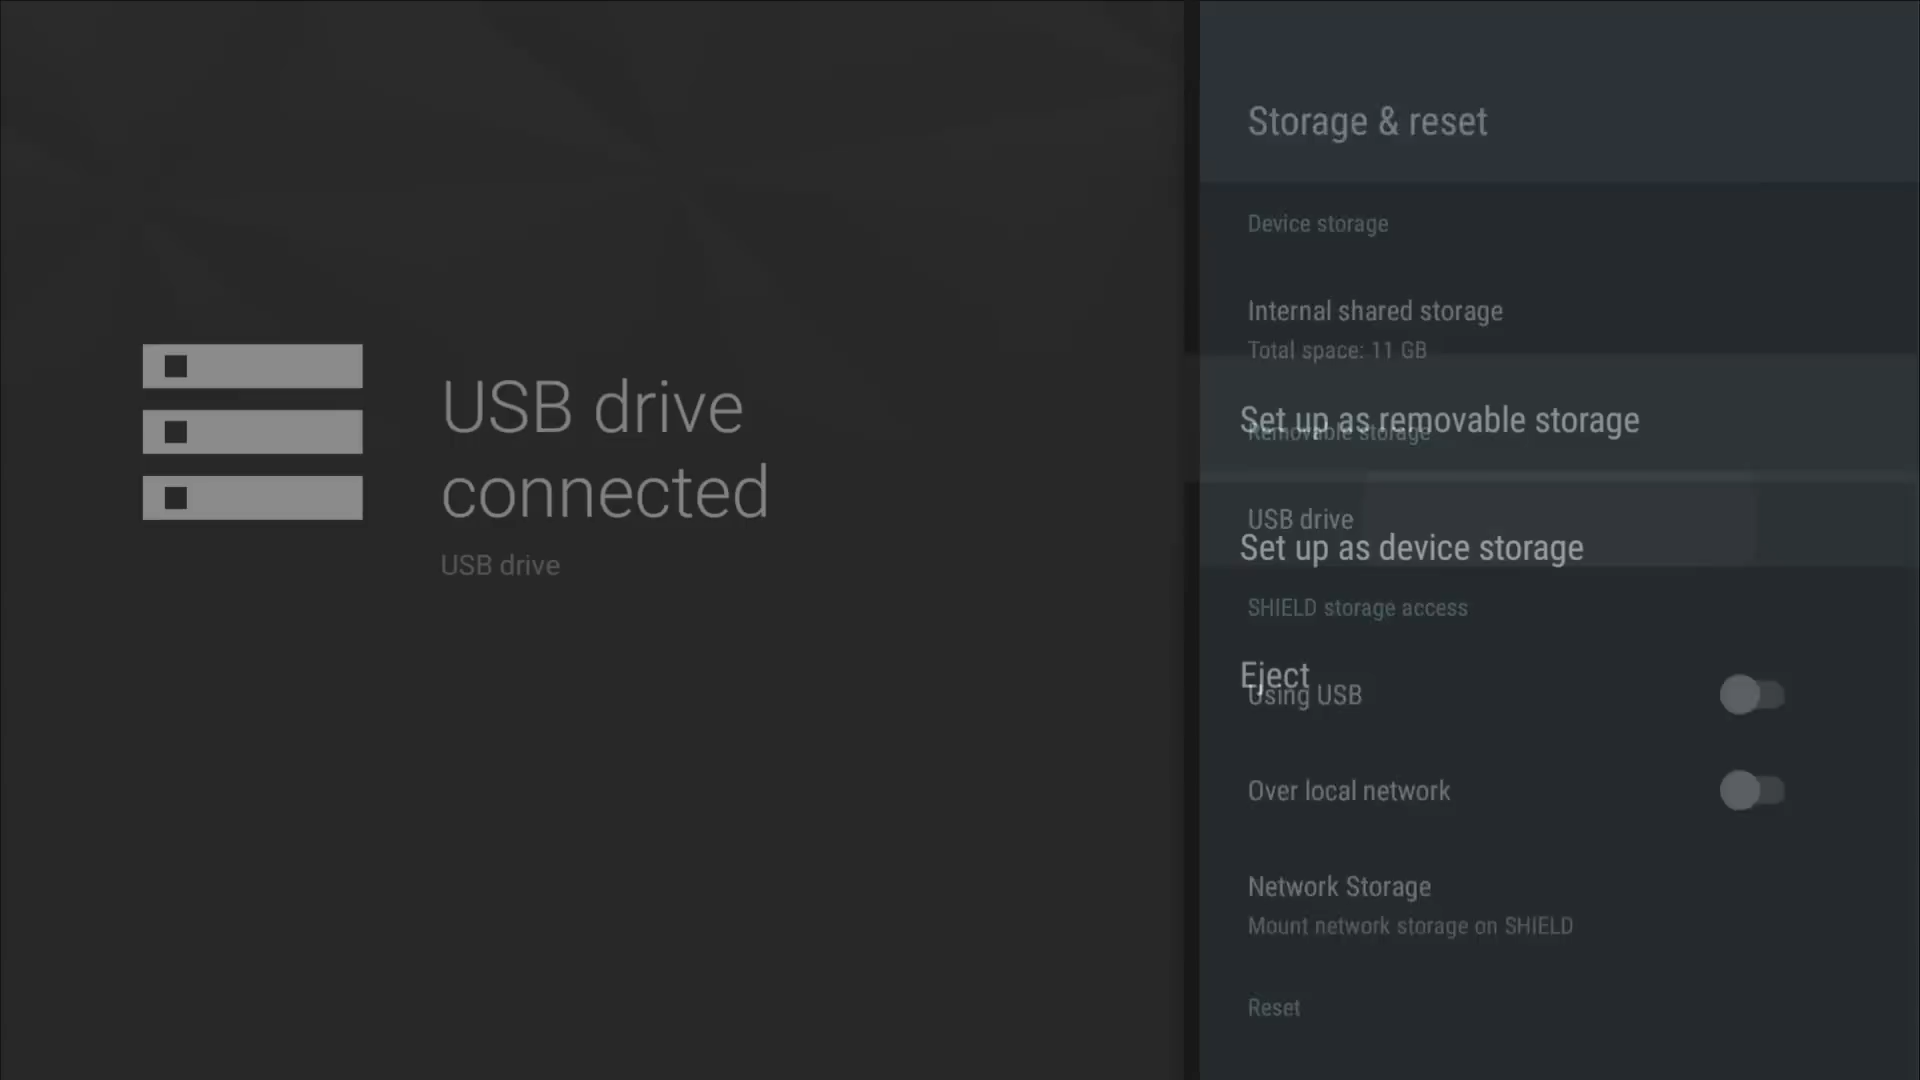 USB drive
connected
USB drive
Storage & reset
Device storage
Internal shared storage
Total space: 11 GB
Set up as removable storage
Removable storage
USB drive
Set up as device storage
SHIELD storage access
Eject
Using USB
Over local network
Network Storage
Mount network storage on SHIELD
Reset